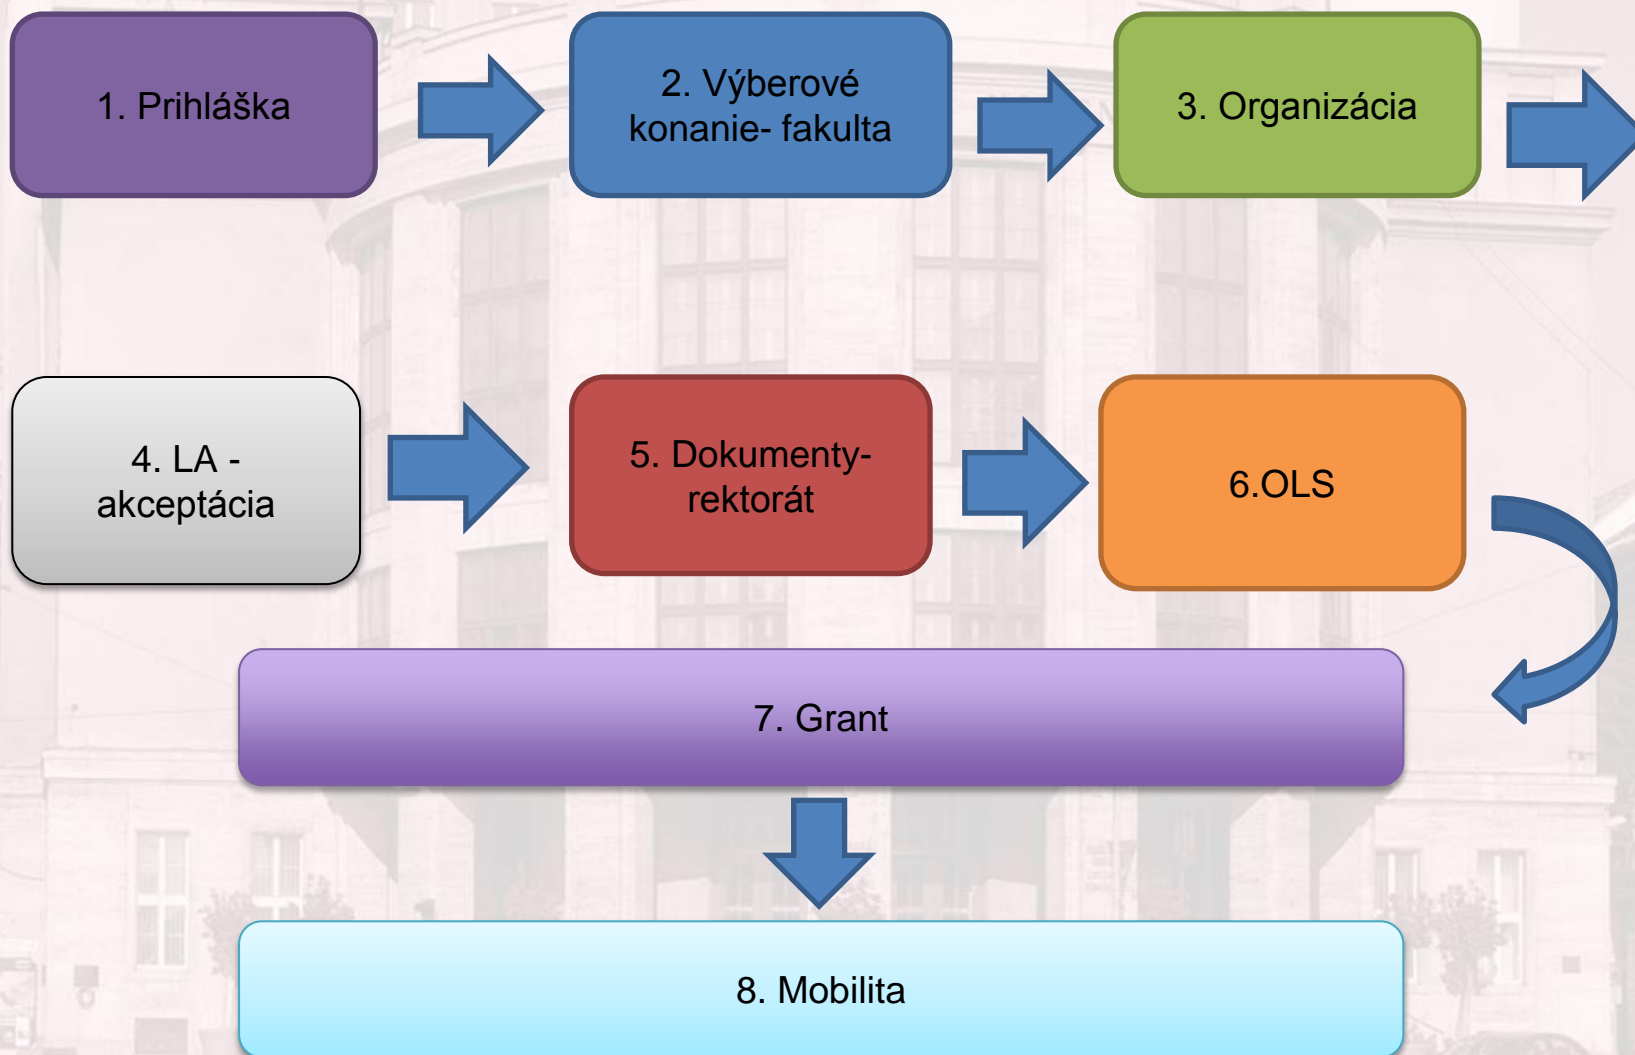 1. Prihláška
2. Výberové
konanie- fakulta
3. Organizácia
4. LA -
akceptácia
5. Dokumenty-
rektorát
6.OLS
7. Grant
8. Mobilita